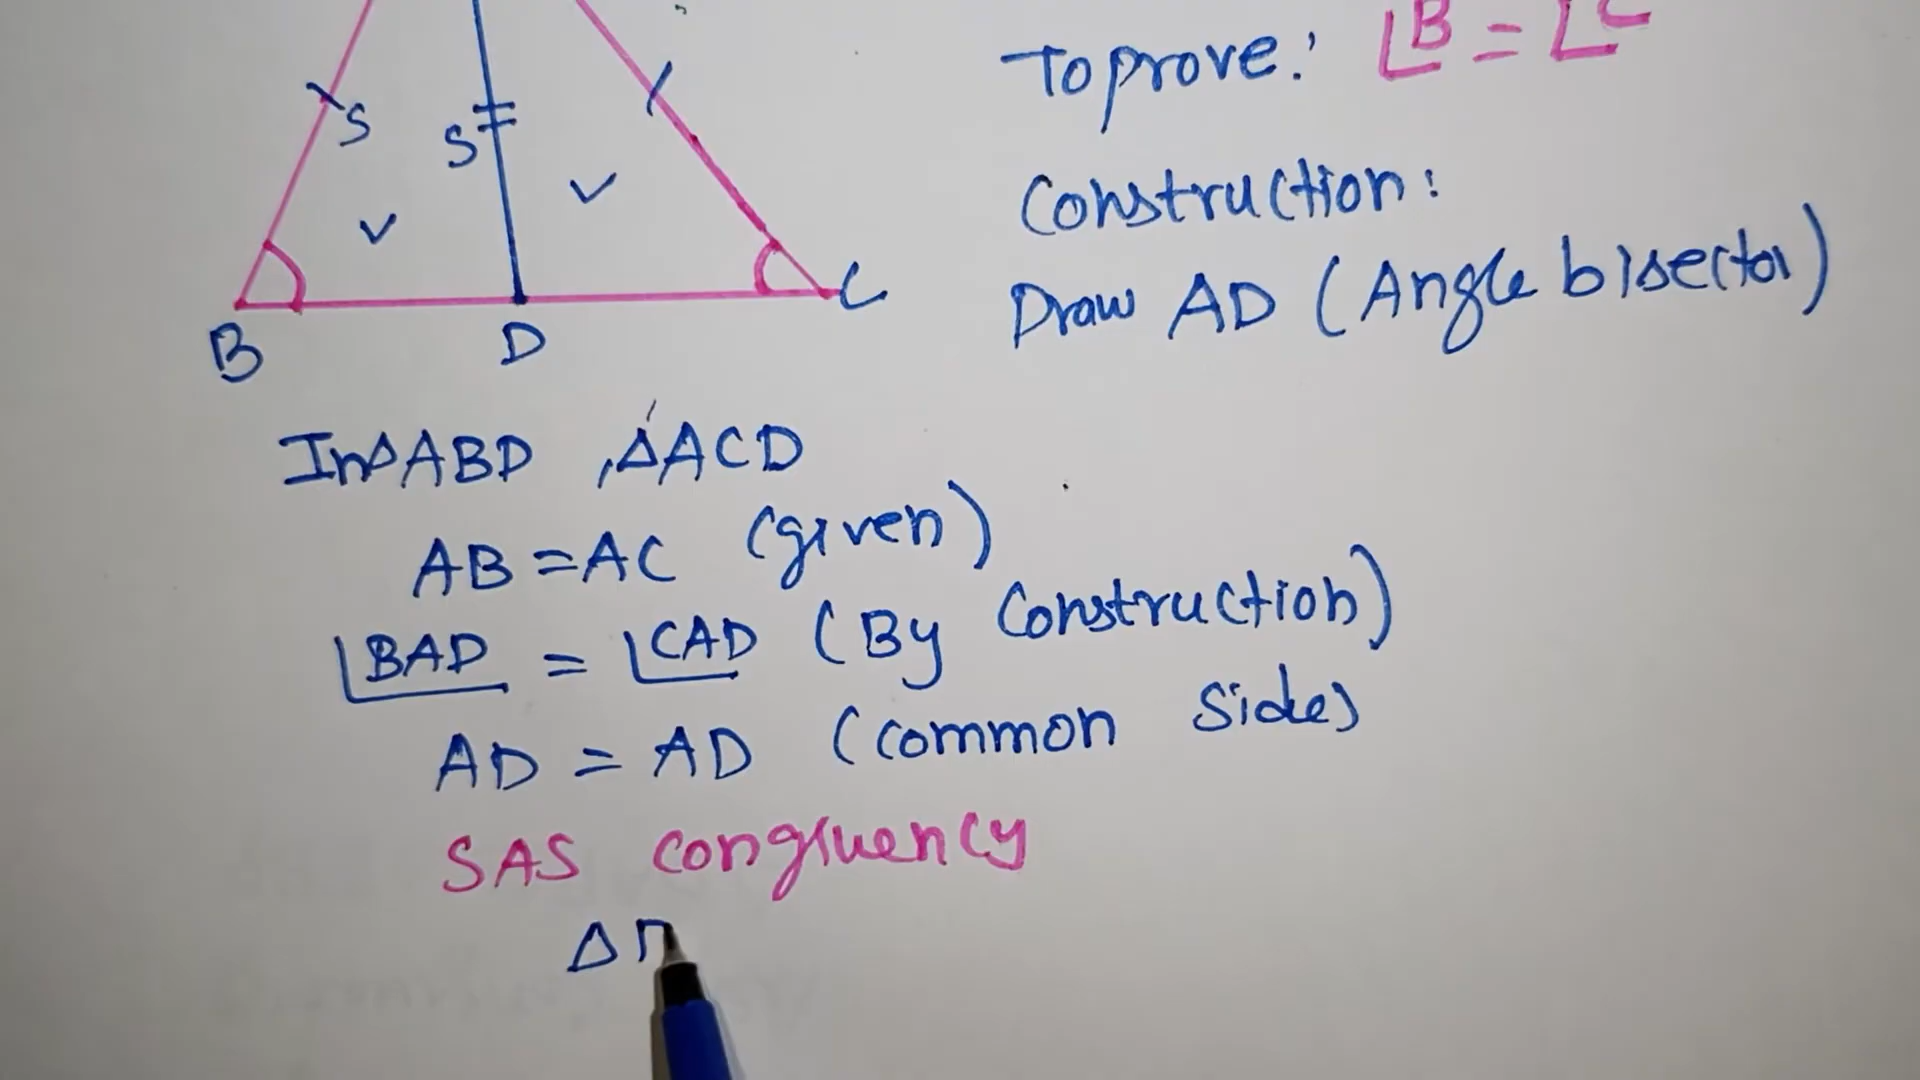 To prove: ∠B = ∠C
S
S
Construction:
Draw AD (Angle bisector)
B
D
C
In ΔABD, ΔACD
AB = AC (given)
∠BAD = ∠CAD (By Construction)
AD = AD (common sides)
SAS congruency
Δ